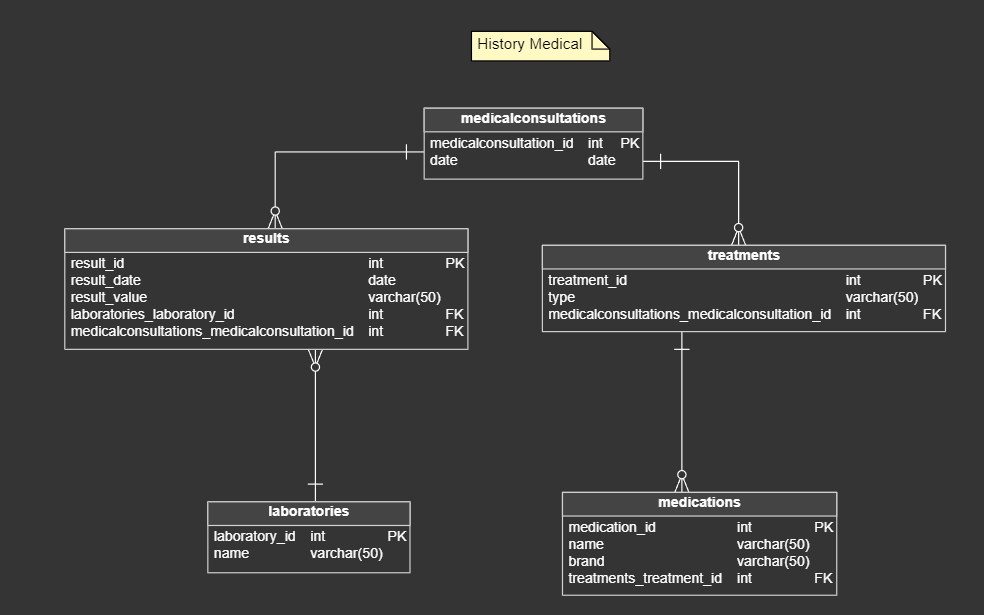 History Medical
medicalconsultations
medicalconsultation_id int PK
date date
results
result_id int PK
result_date date
result_value varchar(50)
laboratories_laboratory_id int FK
medicalconsultations_medicalconsultation_id int FK
treatments
treatment_id int PK
type varchar(50)
medicalconsultations_medicalconsultation_id int FK
laboratories
laboratory_id int PK
name varchar(50)
medications
medication_id int PK
name varchar(50)
brand varchar(50)
treatments_treatment_id int FK